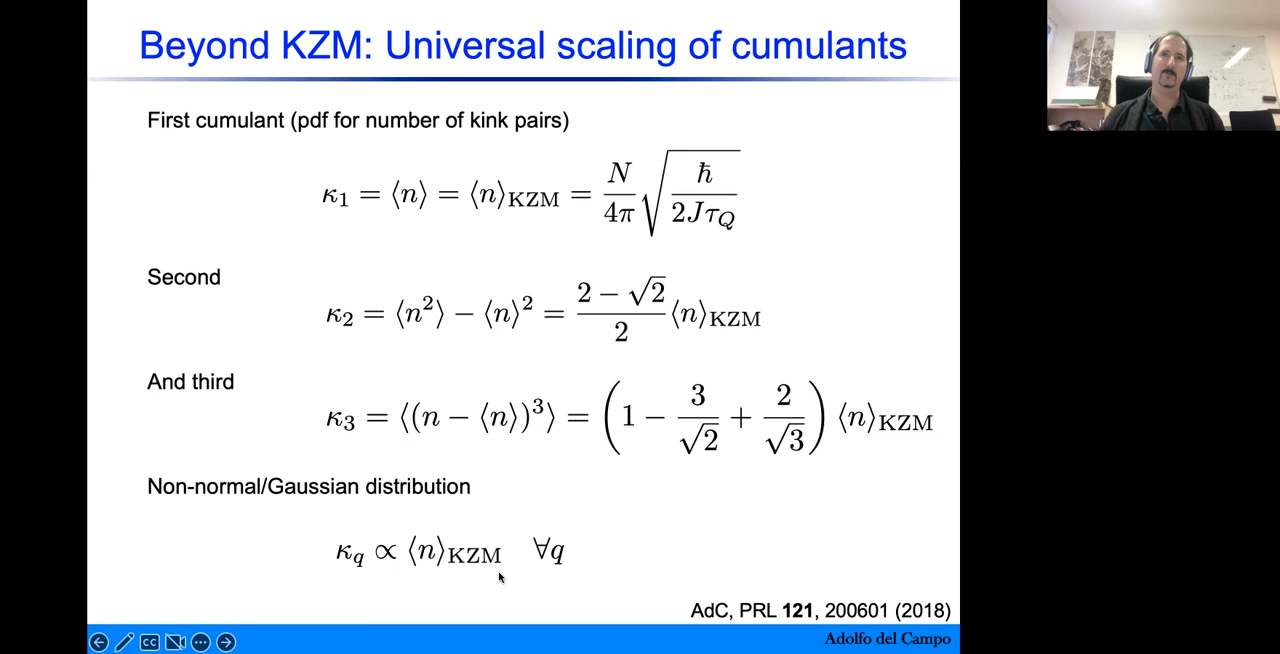 Beyond KZM: Universal scaling of cumulants
First cumulant (pdf for number of kink pairs)
κ₁ = ⟨n⟩ = ⟨n⟩_KZM = N/4π √(ħ/2Jτ_Q)
Second
κ₂ = ⟨n²⟩ − ⟨n⟩² = (2 − √2)/2 ⟨n⟩_KZM
And third
κ₃ = ⟨(n − ⟨n⟩)³⟩ = (1 − 3/√2 + 2/√3) ⟨n⟩_KZM
Non-normal/Gaussian distribution
κ_q ∝ ⟨n⟩_KZM ∀q
AdC, PRL 121, 200601 (2018)
CC
Adolfo del Campo